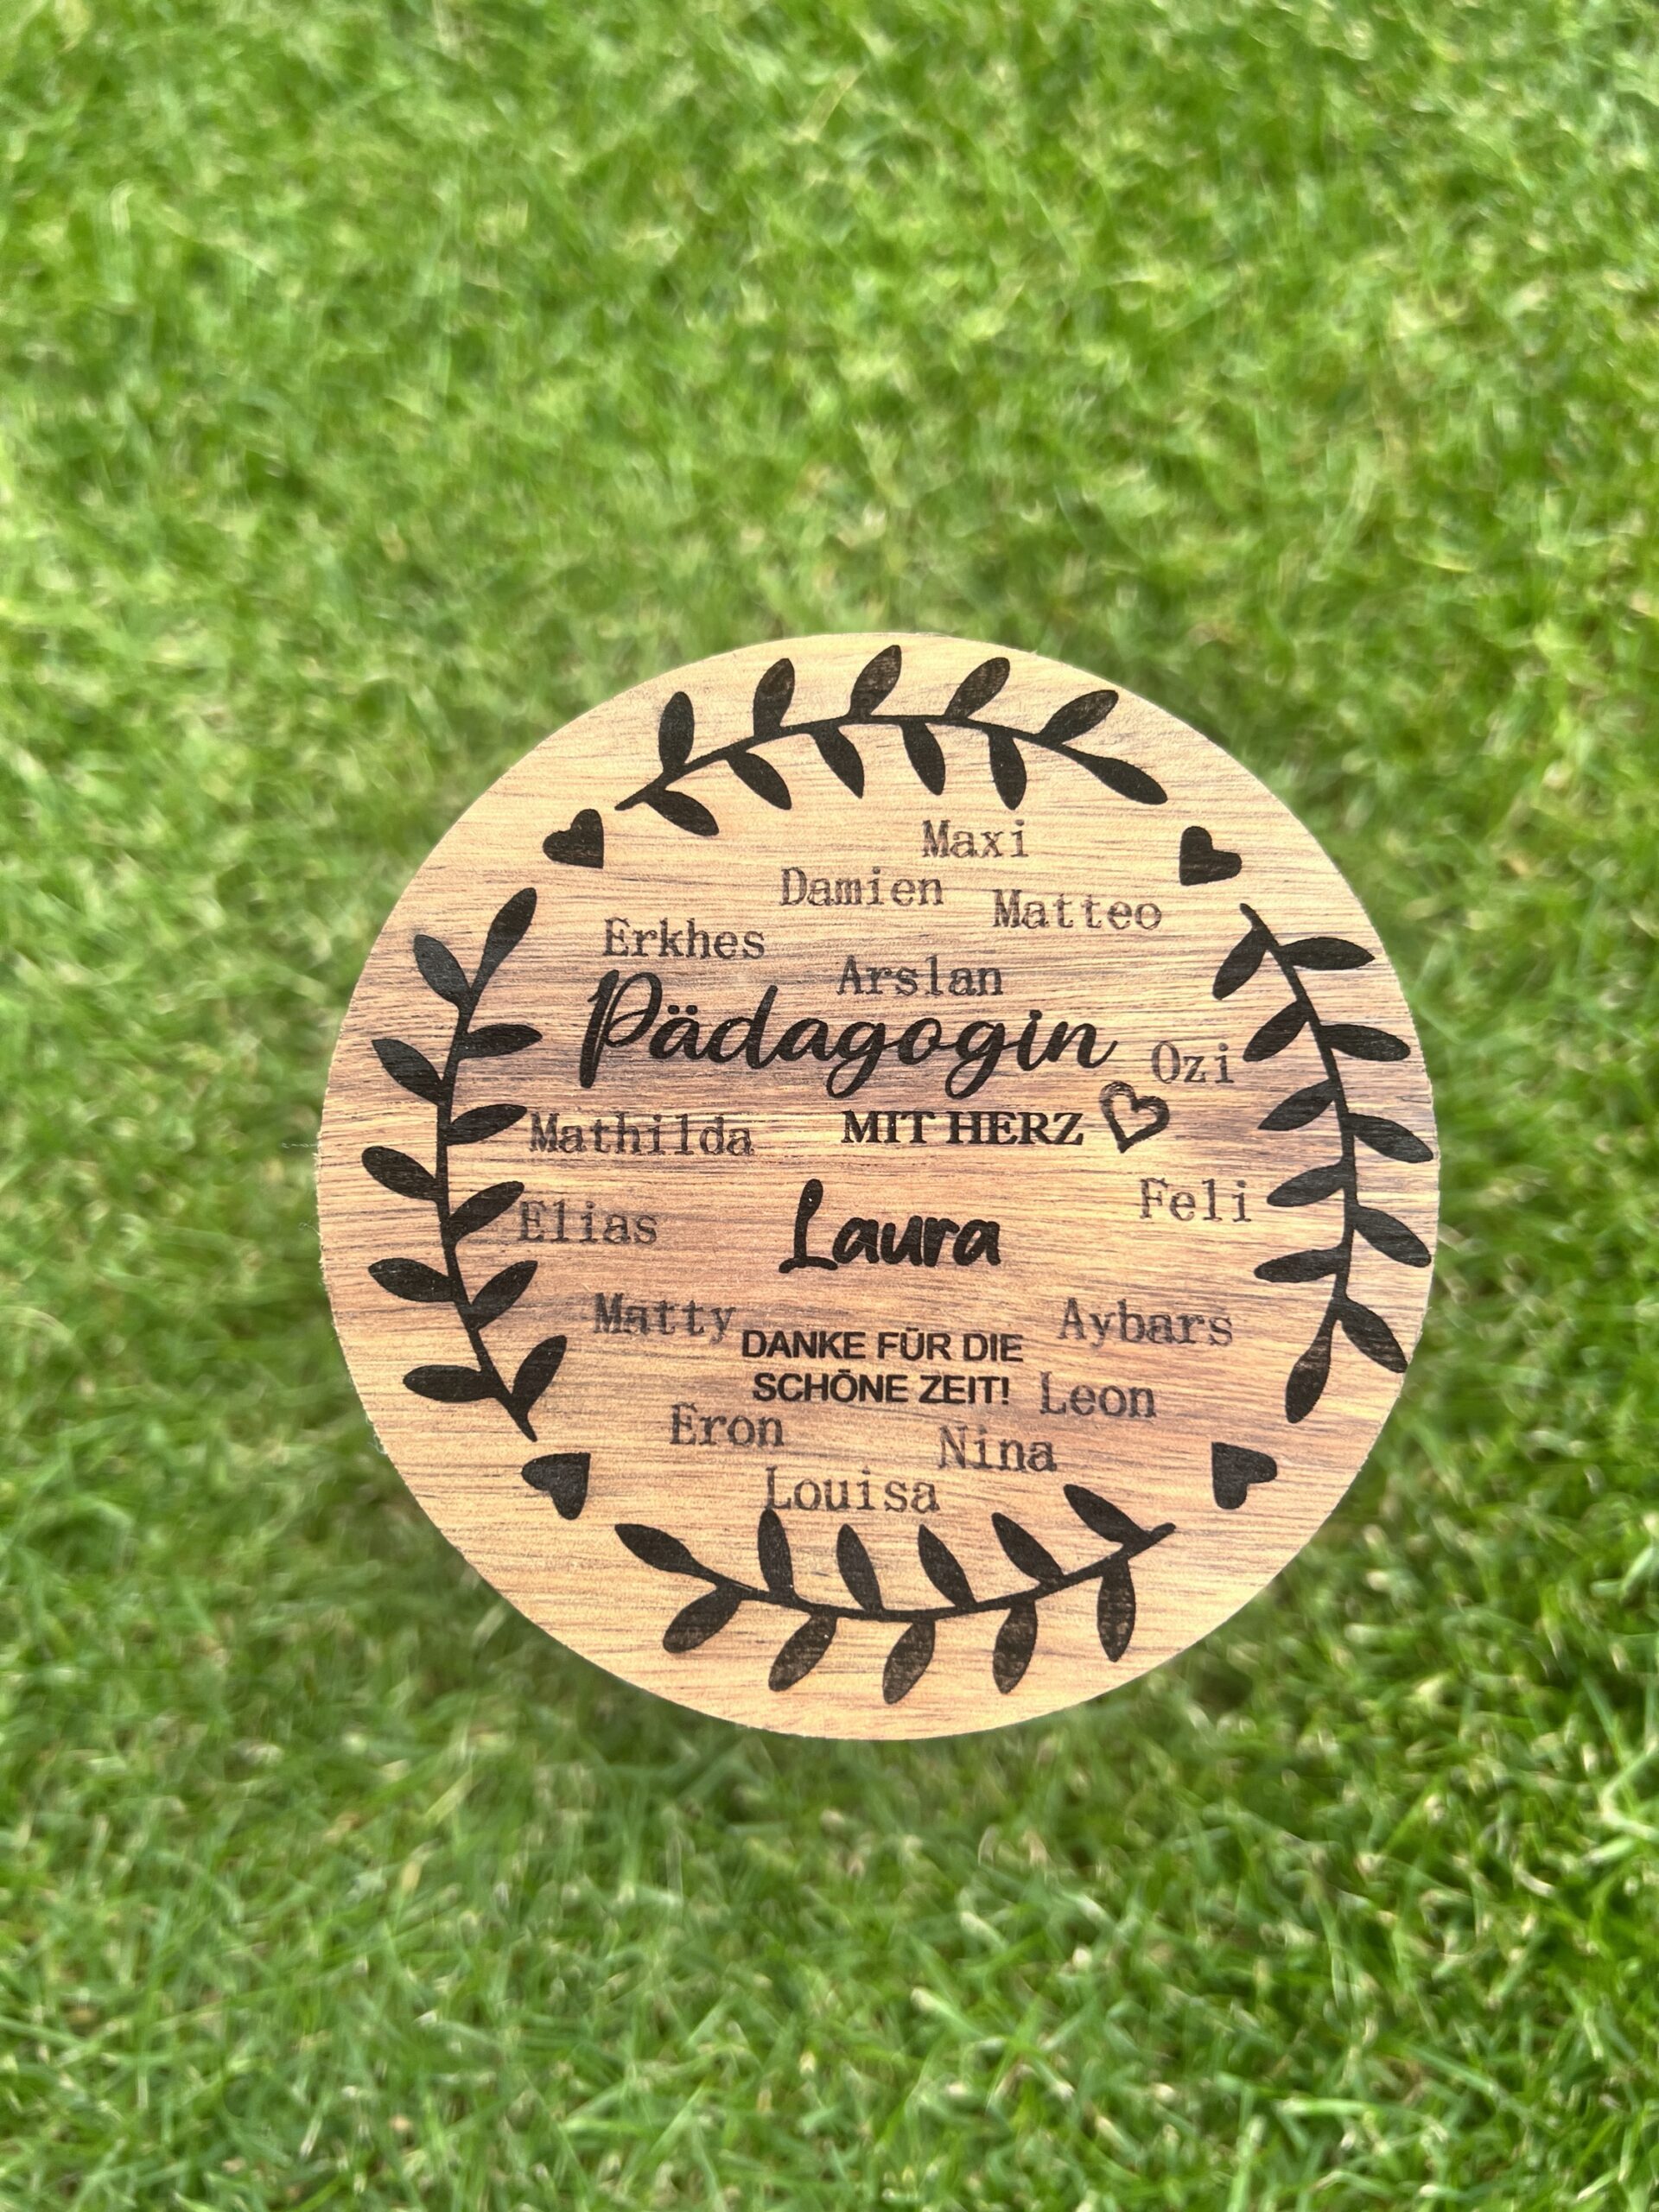 Maxi
Damien
Matteo
Erkhes
Arslan
Pädagogin
Ozi
Mathilda
MIT HERZ
Feli
Elias
Laura
Matty
Aybars
DANKE FÜR DIE
SCHÖNE ZEIT!
Leon
Eron
Nina
Louisa